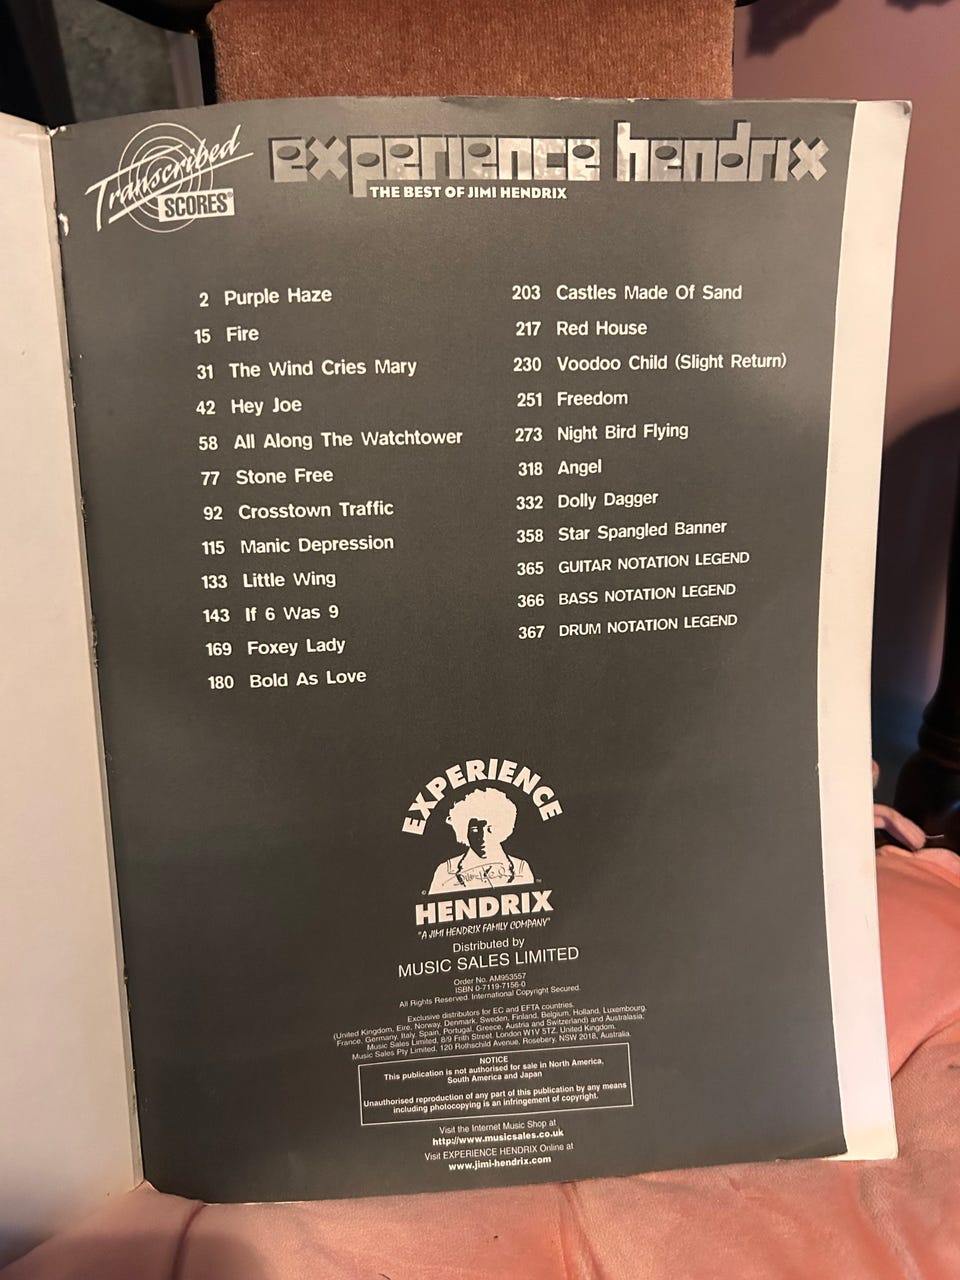 Transcribed
SCORES®
experience hendrix
THE BEST OF JIMI HENDRIX
2 Purple Haze
15 Fire
31 The Wind Cries Mary
42 Hey Joe
58 All Along The Watchtower
77 Stone Free
92 Crosstown Traffic
115 Manic Depression
133 Little Wing
143 If 6 Was 9
169 Foxey Lady
180 Bold As Love
203 Castles Made Of Sand
217 Red House
230 Voodoo Child (Slight Return)
251 Freedom
273 Night Bird Flying
318 Angel
332 Dolly Dagger
358 Star Spangled Banner
365 GUITAR NOTATION LEGEND
366 BASS NOTATION LEGEND
367 DRUM NOTATION LEGEND
EXPERIENCE
© ™
HENDRIX
"A JIMI HENDRIX FAMILY COMPANY"
Distributed by
MUSIC SALES LIMITED
Order No. AM953557
ISBN 0-7119-7156-0
All Rights Reserved. International Copyright Secured.
Exclusive distributors for EC and EFTA countries.
(United Kingdom, Eire, Norway, Denmark, Sweden, Finland, Belgium, Holland, Luxembourg,
France, Germany, Italy, Spain, Portugal, Greece, Austria and Switzerland) and Australasia;
Music Sales Limited, 8/9 Frith Street, London W1V 5TZ. United Kingdom.
Music Sales Pty Limited, 120 Rothschild Avenue, Rosebery, NSW 2018, Australia.
NOTICE
This publication is not authorised for sale in North America,
South America and Japan
Unauthorised reproduction of any part of this publication by any means
including photocopying is an infringement of copyright.
Visit the Internet Music Shop at
http://www.musicsales.co.uk
Visit EXPERIENCE HENDRIX Online at
www.jimi-hendrix.com